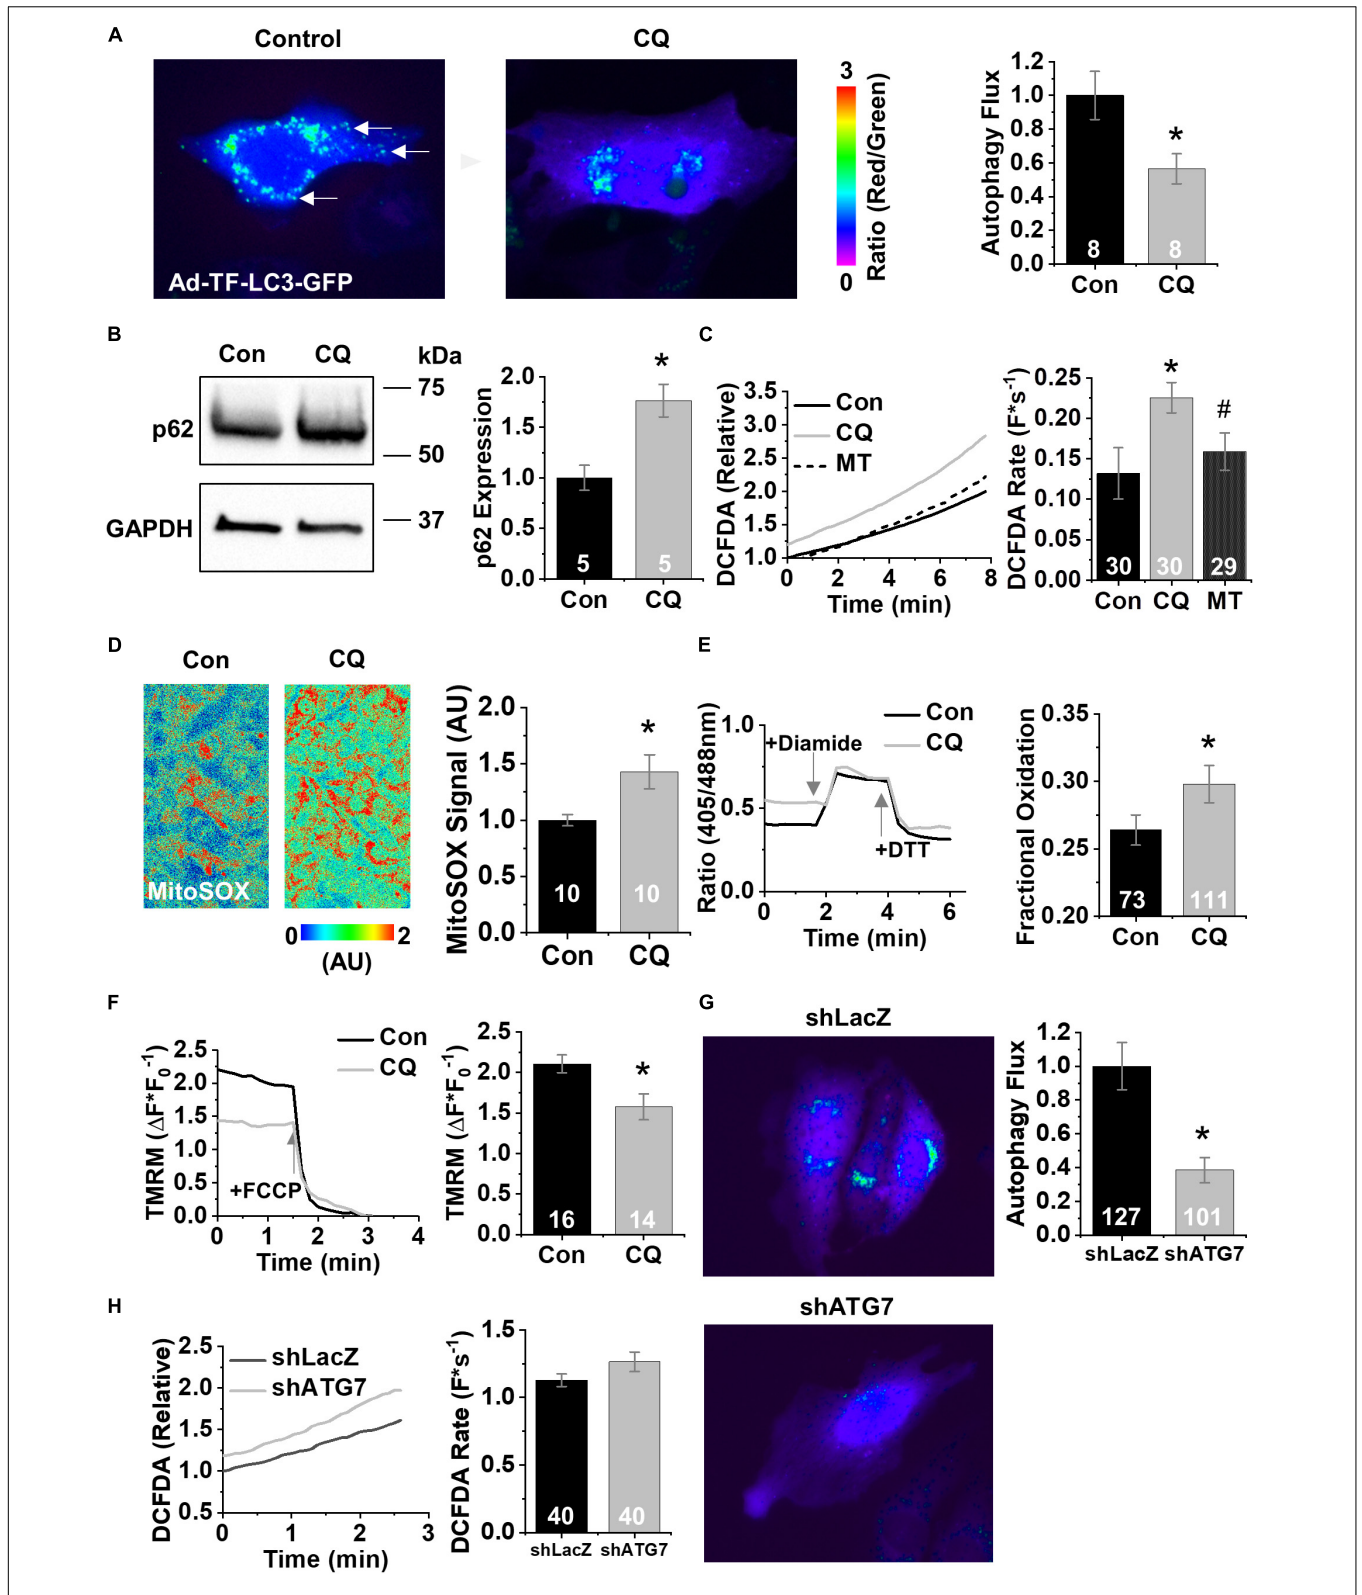 A
Control
CQ
Ad-TF-LC3-GFP
3
0
Ratio (Red/Green)
Autophagy Flux
1.2
1.0
0.8
0.6
0.4
0.2
0.0
*
8
8
Con
CQ
B
Con
CQ
kDa
75
p62
50
GAPDH
37
p62 Expression
2.0
1.5
1.0
0.5
0.0
*
5
5
Con
CQ
C
DCFDA (Relative)
3.5
3.0
2.5
2.0
1.5
1.0
Con
CQ
MT
0
2
4
6
8
Time (min)
DCFDA Rate (F*s-1)
0.25
0.20
0.15
0.10
0.05
0.00
*
#
30
30
29
Con
CQ
MT
D
Con
CQ
MitoSOX
0
2
(AU)
MitoSOX Signal (AU)
2.0
1.5
1.0
0.5
0.0
*
10
10
Con
CQ
E
Ratio (405/488nm)
1.0
0.5
0.0
Con
CQ
+Diamide
+DTT
0
2
4
6
Time (min)
Fractional Oxidation
0.35
0.30
0.25
0.20
*
73
111
Con
CQ
F
TMRM (ΔF*F0-1)
2.5
2.0
1.5
1.0
0.5
0.0
Con
CQ
+FCCP
0
1
2
3
4
Time (min)
TMRM (ΔF*F0-1)
2.5
2.0
1.5
1.0
0.5
0.0
*
16
14
Con
CQ
G
shLacZ
Autophagy Flux
1.2
1.0
0.8
0.6
0.4
0.2
0.0
*
127
101
shLacZ
shATG7
shATG7
H
DCFDA (Relative)
2.5
2.0
1.5
1.0
0.5
shLacZ
shATG7
0
1
2
3
Time (min)
DCFDA Rate (F*s-1)
1.5
1.0
0.5
0.0
40
40
shLacZ
shATG7